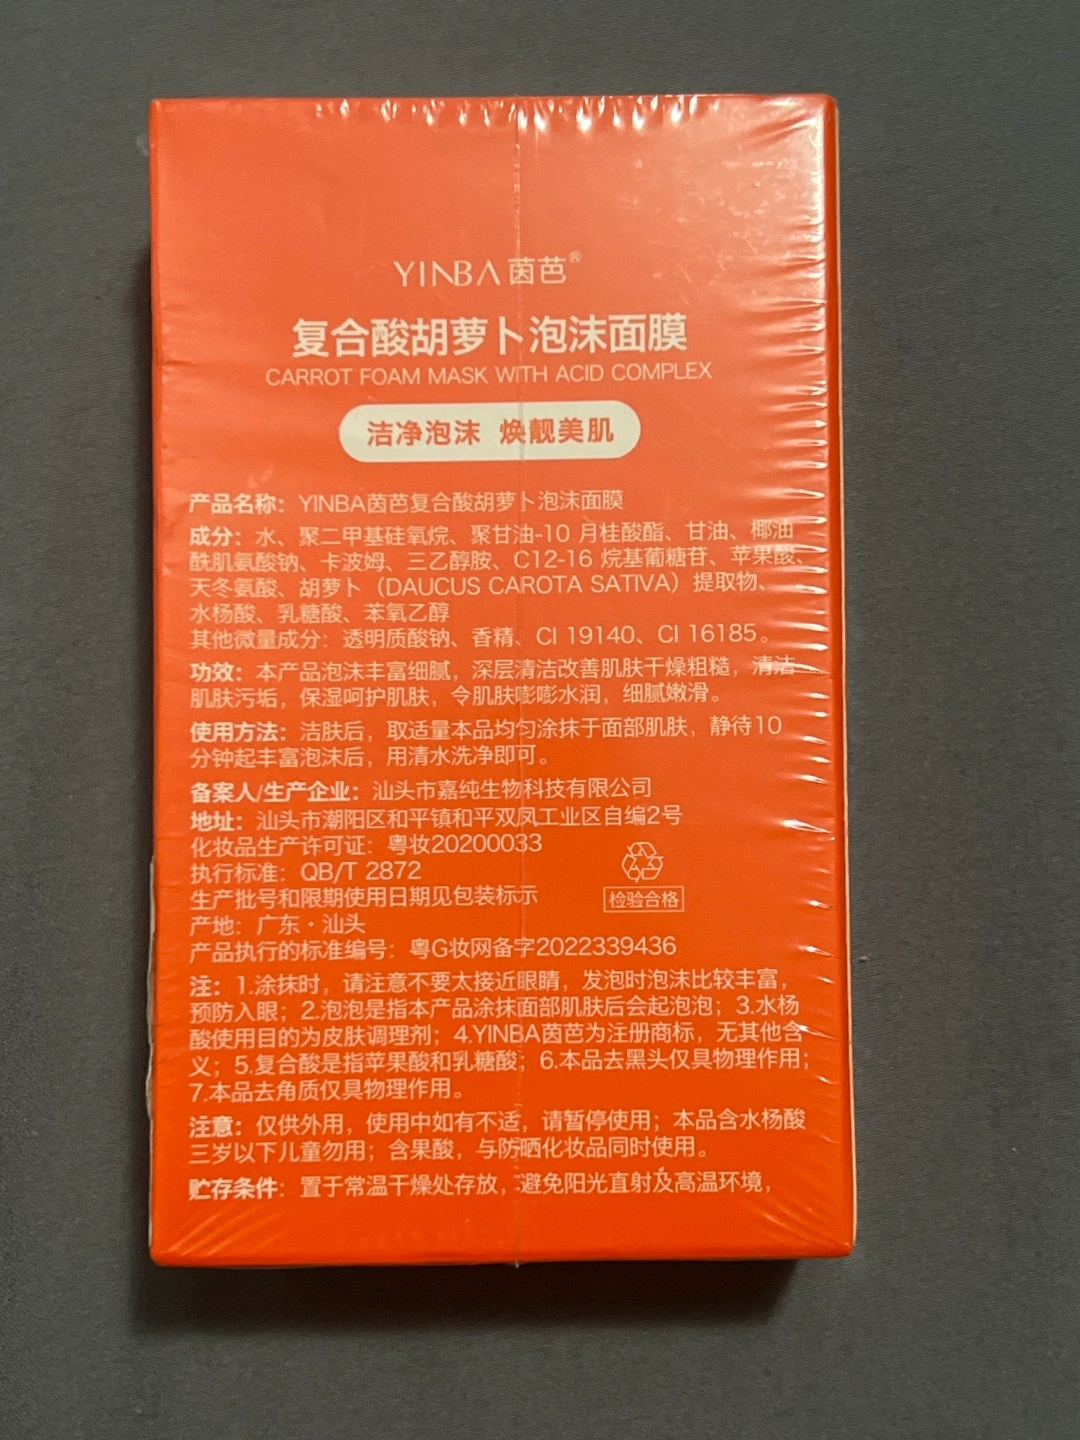 YINBA茵芭®
复合酸胡萝卜泡沫面膜
CARROT FOAM MASK WITH ACID COMPLEX
洁净泡沫 焕靓美肌
产品名称：YINBA茵芭复合酸胡萝卜泡沫面膜
成分：水、聚二甲基硅氧烷、聚甘油-10 月桂酸酯、甘油、椰油
酰肌氨酸钠、卡波姆、三乙醇胺、C12-16 烷基葡糖苷、苹果酸、
天冬氨酸、胡萝卜（DAUCUS CAROTA SATIVA）提取物、
水杨酸、乳糖酸、苯氧乙醇
其他微量成分：透明质酸钠、香精、CI 19140、CI 16185。
功效：本产品泡沫丰富细腻，深层清洁改善肌肤干燥粗糙，清洁
肌肤污垢，保湿呵护肌肤，令肌肤嘭嘭水润，细腻嫩滑。
使用方法：洁肤后，取适量本品均匀涂抹于面部肌肤，静待10
分钟起丰富泡沫后，用清水洗净即可。
备案人/生产企业：汕头市嘉纯生物科技有限公司
地址：汕头市潮阳区和平镇和平双凤工业区自编2号
化妆品生产许可证：粤妆20200033
执行标准：QB/T 2872
生产批号和限期使用日期见包装标示
检验合格
产地：广东·汕头
产品执行的标准编号：粤G妆网备字2022339436
注：1.涂抹时，请注意不要太接近眼睛，发泡时泡沫比较丰富，
预防入眼；2.泡泡是指本产品涂抹面部肌肤后会起泡泡；3.水杨
酸使用目的为皮肤调理剂；4.YINBA茵芭为注册商标，无其他含
义；5.复合酸是指苹果酸和乳糖酸；6.本品去黑头仅具物理作用；
7.本品去角质仅具物理作用。
注意：仅供外用，使用中如有不适，请暂停使用；本品含水杨酸
三岁以下儿童勿用；含果酸，与防晒化妆品同时使用。
贮存条件：置于常温干燥处存放，避免阳光直射及高温环境，